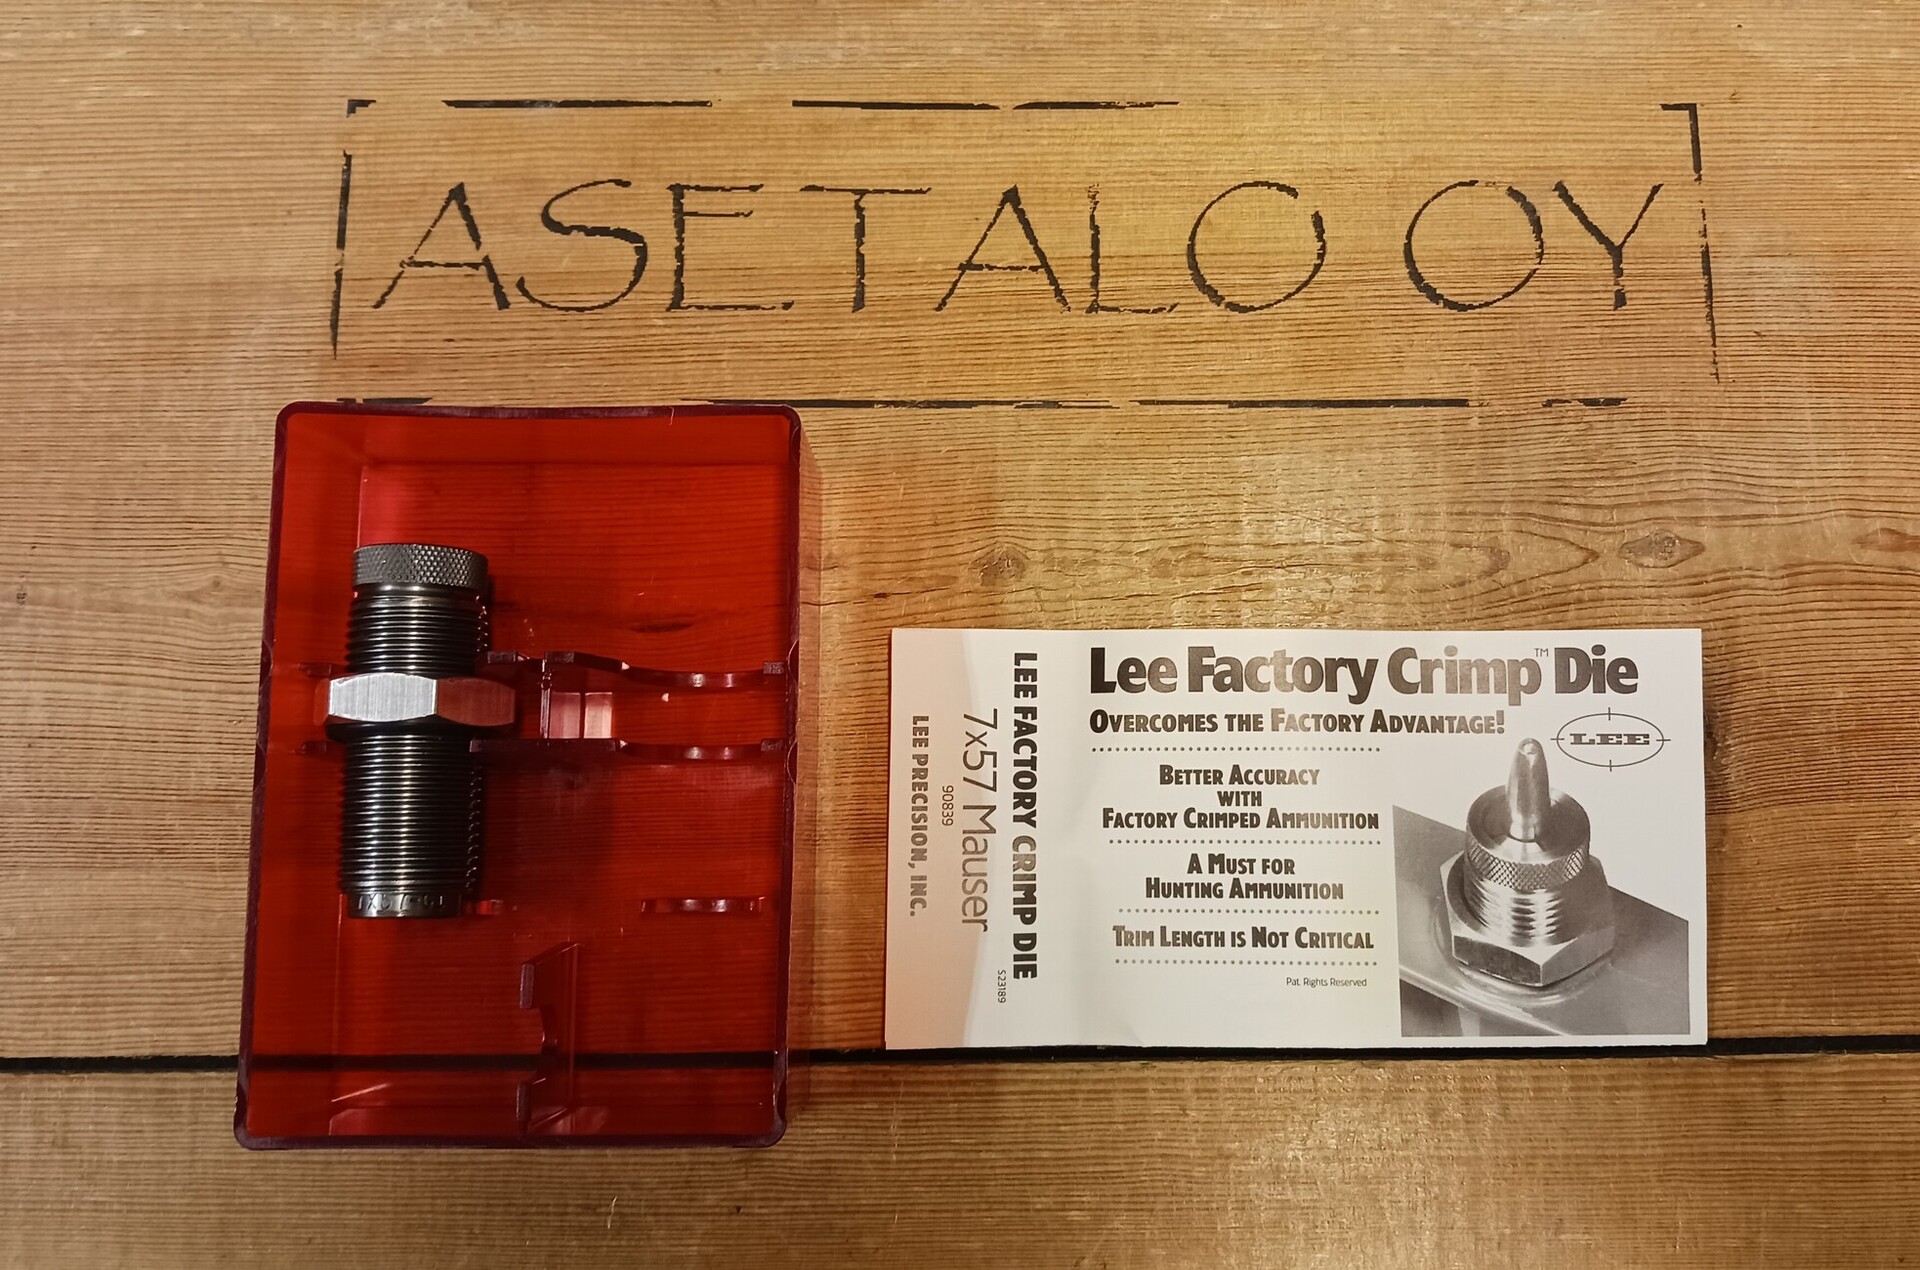 ASETALO OY
LEE FACTORY CRIMP DIE
S23189
7x57 Mauser
90839
LEE PRECISION, INC.
Lee Factory Crimp™ Die
OVERCOMES THE FACTORY ADVANTAGE!
LEE
BETTER ACCURACY
WITH
FACTORY CRIMPED AMMUNITION
A MUST FOR
HUNTING AMMUNITION
TRIM LENGTH IS NOT CRITICAL
Pat. Rights Reserved